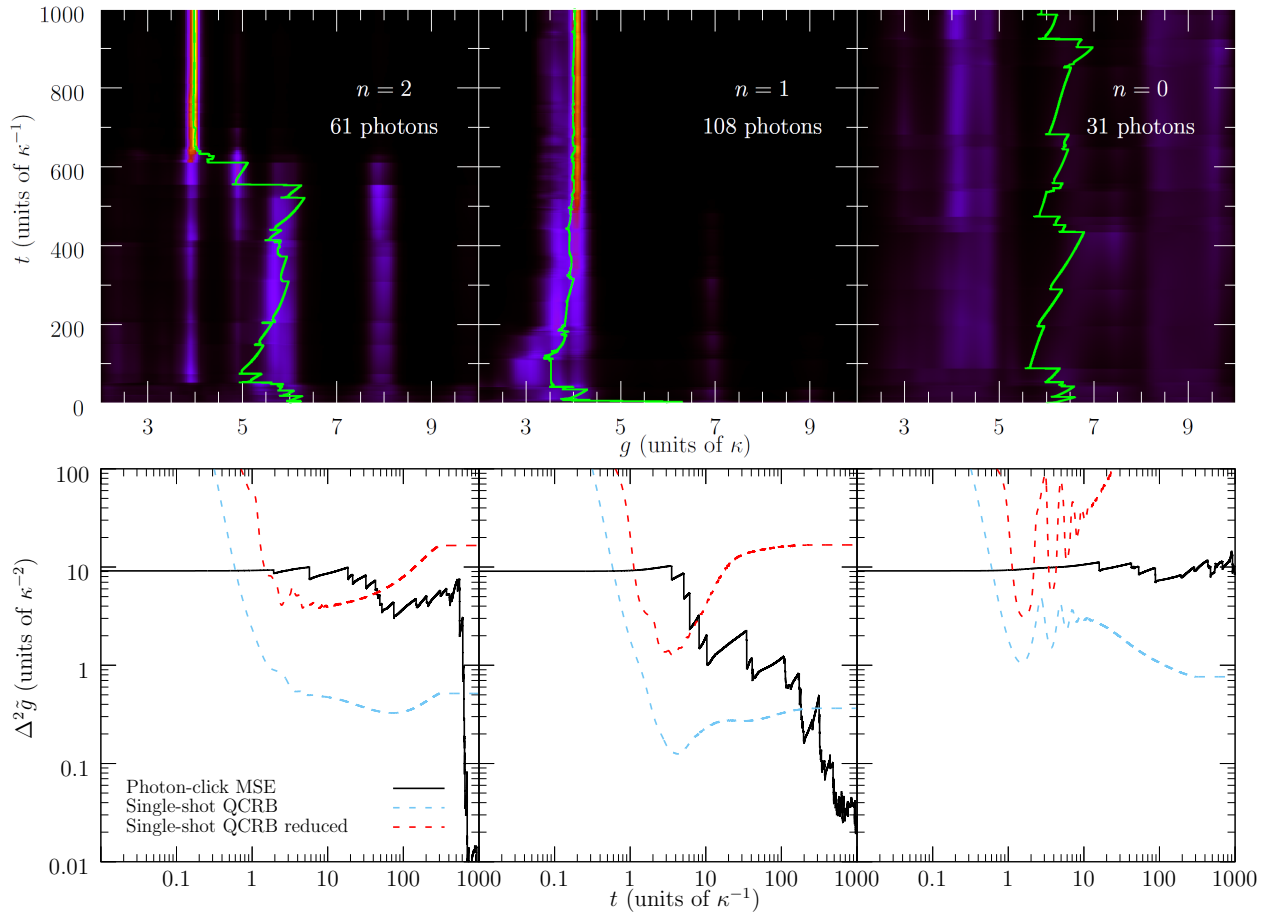 1000
800
600
400
200
0
t (units of κ⁻¹)
n = 2
61 photons
n = 1
108 photons
n = 0
31 photons
3 5 7 9 3 5 7 9 3 5 7 9
g (units of κ)
100
10
1
0.1
0.01
Δ²g̃ (units of κ⁻²)
Photon-click MSE
Single-shot QCRB
Single-shot QCRB reduced
0.1 1 10 100 1000 0.1 1 10 100 1000 0.1 1 10 100 1000
t (units of κ⁻¹)